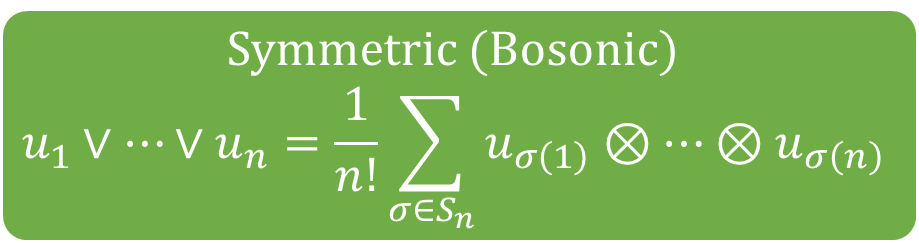 Symmetric (Bosonic)
u₁ ∨ ⋯ ∨ uₙ = 1/n! ∑_{σ∈Sₙ} u_{σ(1)} ⊗ ⋯ ⊗ u_{σ(n)}